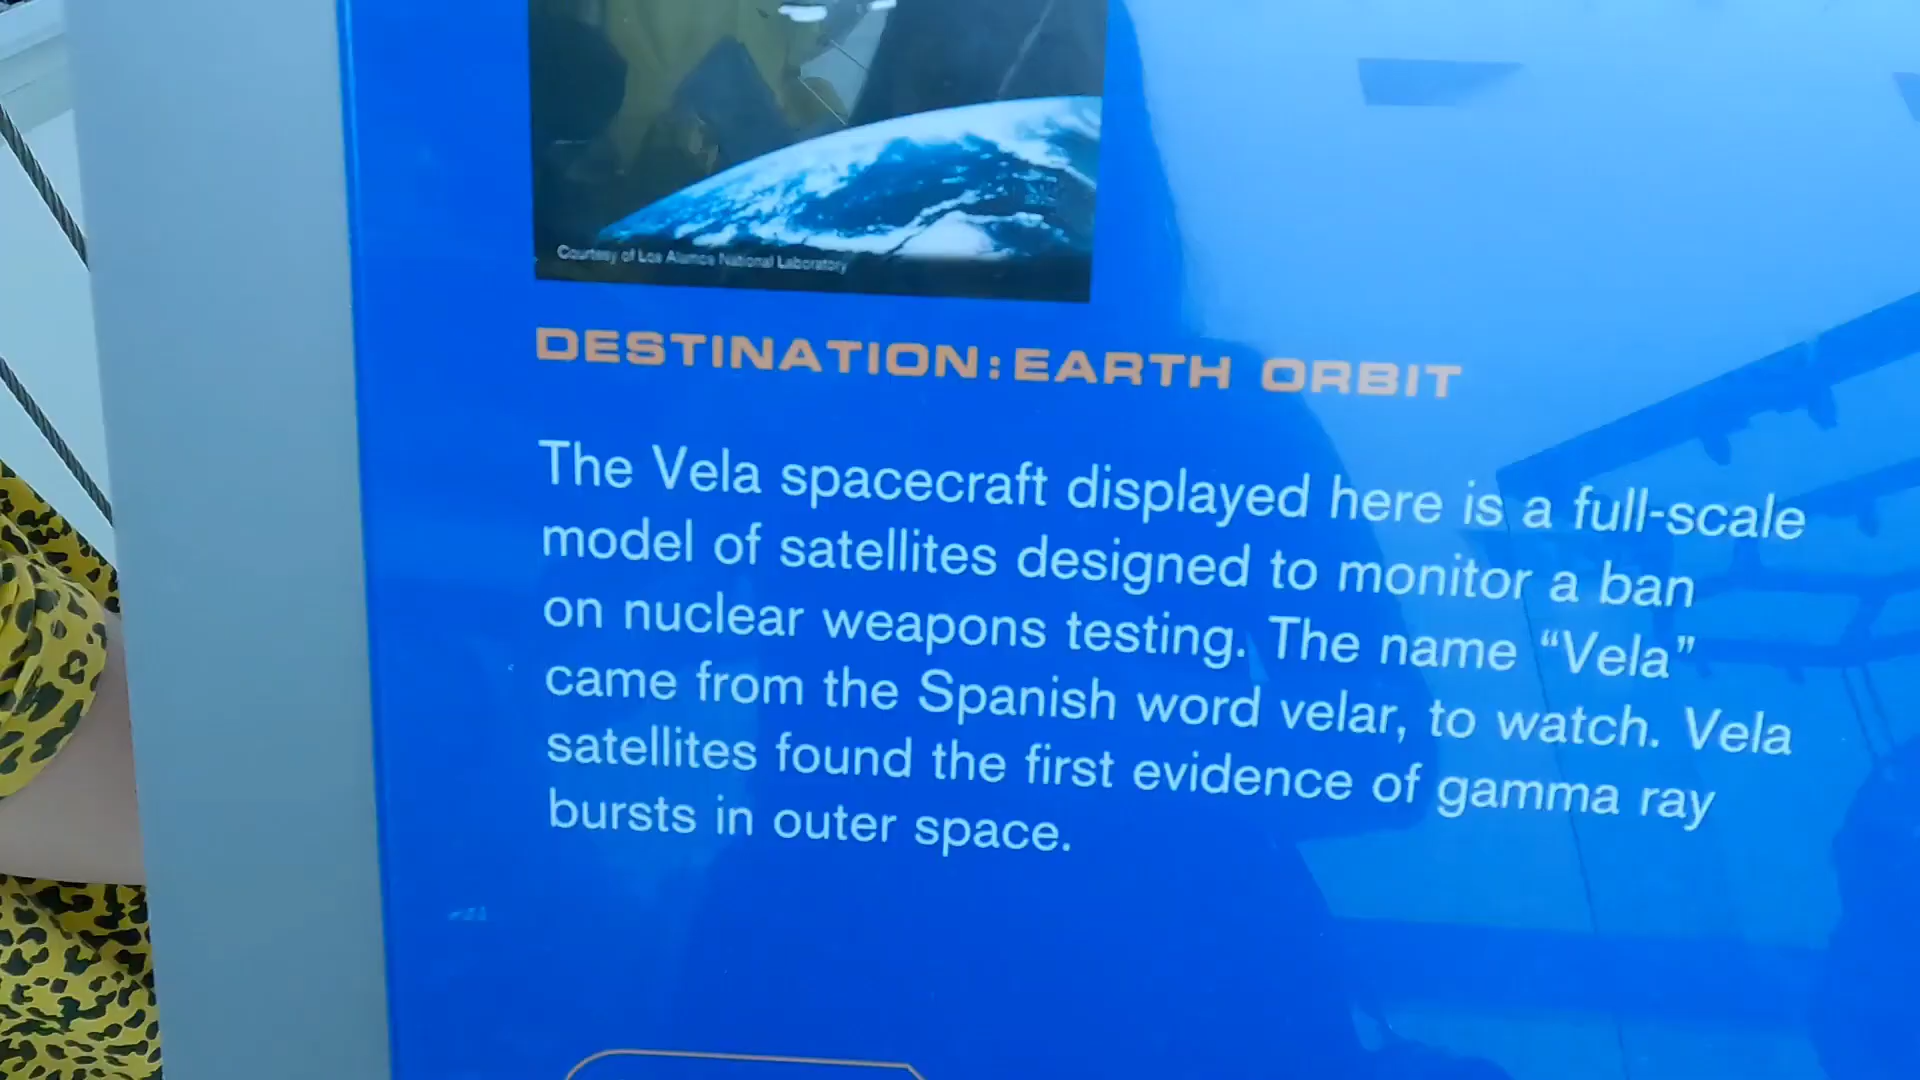 Courtesy of Los Alamos National Laboratory
DESTINATION: EARTH ORBIT
The Vela spacecraft displayed here is a full-scale
model of satellites designed to monitor a ban
on nuclear weapons testing. The name “Vela”
came from the Spanish word velar, to watch. Vela
satellites found the first evidence of gamma ray
bursts in outer space.